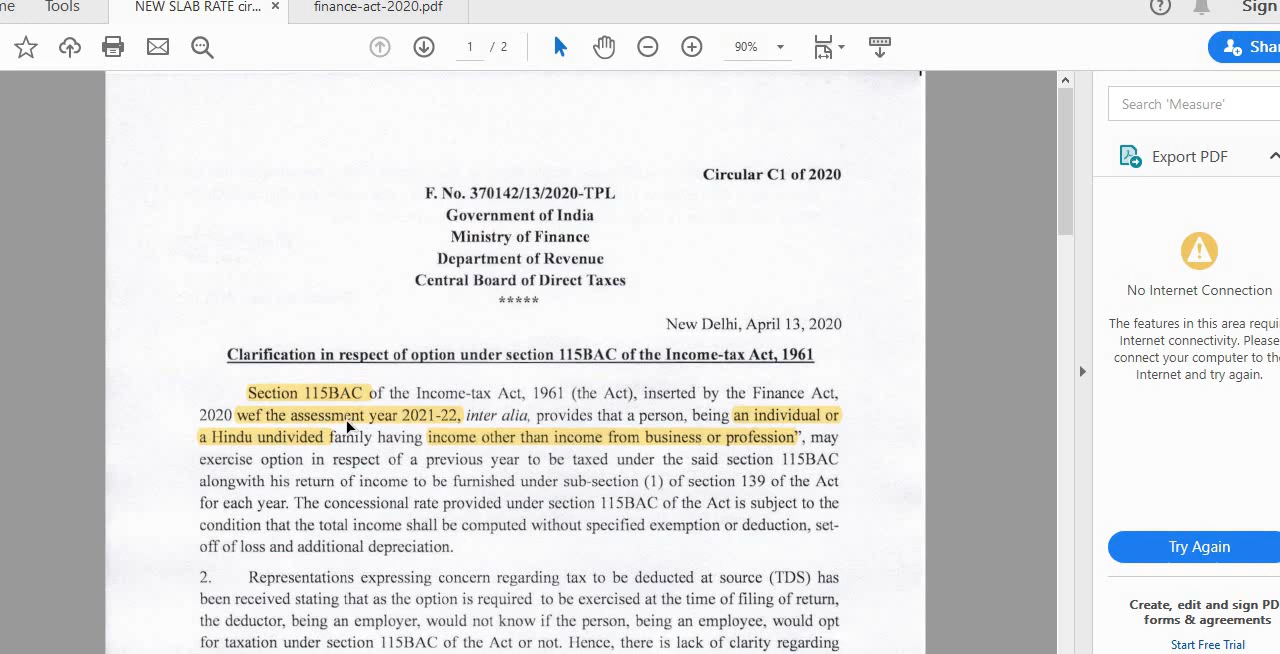 me
Tools
NEW SLAB RATE cir... ×
finance-act-2020.pdf
?
Sign
1 / 2
90%
Shar
Search 'Measure'
Export PDF
Circular C1 of 2020
F. No. 370142/13/2020-TPL
Government of India
Ministry of Finance
Department of Revenue
Central Board of Direct Taxes
*****
New Delhi, April 13, 2020
Clarification in respect of option under section 115BAC of the Income-tax Act, 1961
Section 115BAC of the Income-tax Act, 1961 (the Act), inserted by the Finance Act,
2020 wef the assessment year 2021-22, inter alia, provides that a person, being an individual or
a Hindu undivided family having income other than income from business or profession”, may
exercise option in respect of a previous year to be taxed under the said section 115BAC
alongwith his return of income to be furnished under sub-section (1) of section 139 of the Act
for each year. The concessional rate provided under section 115BAC of the Act is subject to the
condition that the total income shall be computed without specified exemption or deduction, set-
off of loss and additional depreciation.
2. Representations expressing concern regarding tax to be deducted at source (TDS) has
been received stating that as the option is required to be exercised at the time of filing of return,
the deductor, being an employer, would not know if the person, being an employee, would opt
for taxation under section 115BAC of the Act or not. Hence, there is lack of clarity regarding
No Internet Connection
The features in this area requi
Internet connectivity. Please
connect your computer to the
Internet and try again.
Try Again
Create, edit and sign PD
forms & agreements
Start Free Trial